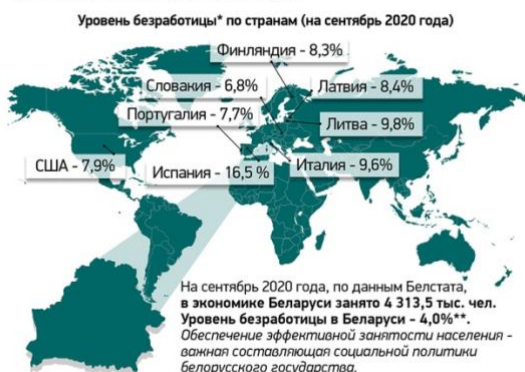 Уровень безработицы* по странам (на сентябрь 2020 года)
Финляндия - 8,3%
Словакия - 6,8%
Латвия - 8,4%
Португалия - 7,7%
Литва - 9,8%
США - 7,9%
Испания - 16,5 %
Италия - 9,6%
На сентябрь 2020 года, по данным Белстата,
в экономике Беларуси занято 4 313,5 тыс. чел.
Уровень безработицы в Беларуси - 4,0%**.
Обеспечение эффективной занятости населения -
важная составляющая социальной политики
белорусского государства.